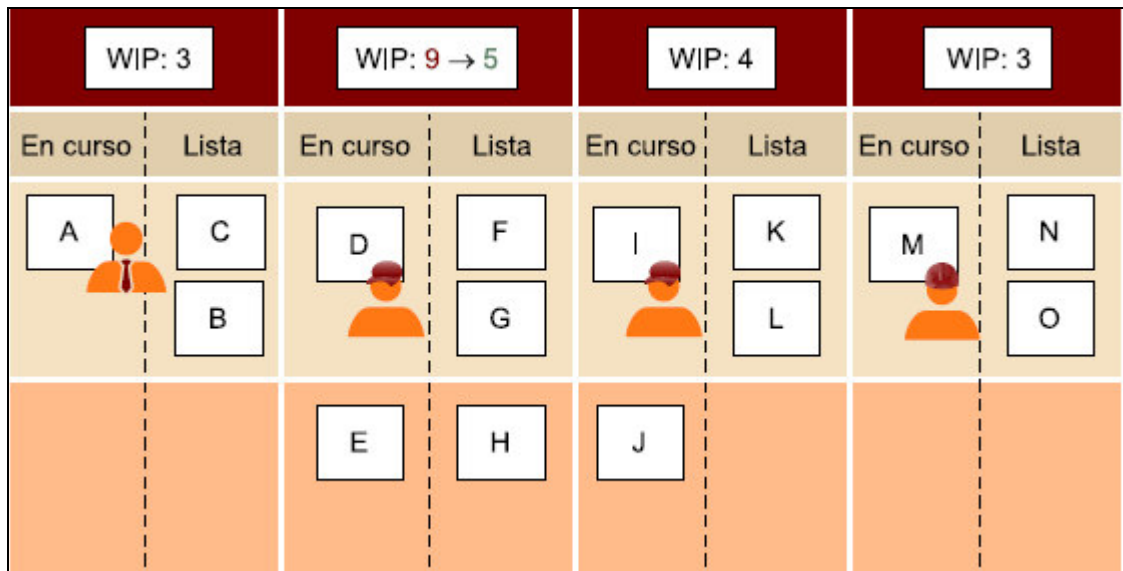 WIP: 3 WIP: 9 → 5 WIP: 4 WIP: 3
En curso Lista En curso Lista En curso Lista En curso Lista
A C D F I K M N
B G L O
E H J